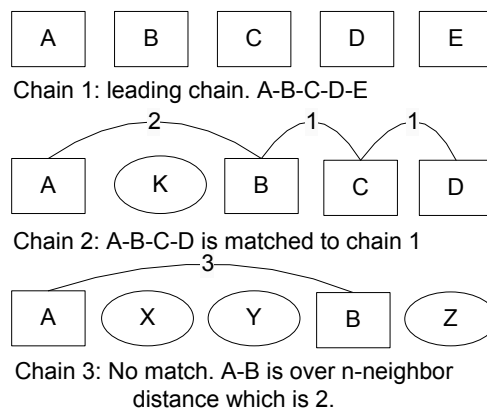 A B C D E
Chain 1: leading chain. A-B-C-D-E
2 1 1
A K B C D
Chain 2: A-B-C-D is matched to chain 1
3
A X Y B Z
Chain 3: No match. A-B is over n-neighbor
distance which is 2.